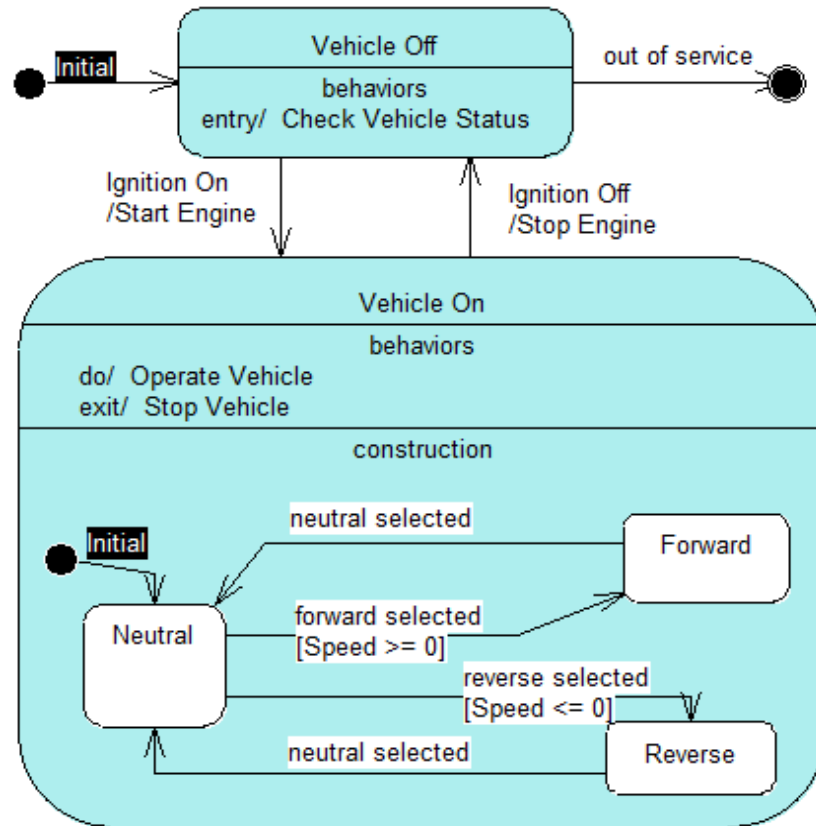 Vehicle Off
Initial
out of service
behaviors
entry/ Check Vehicle Status
Ignition On
/Start Engine
Ignition Off
/Stop Engine
Vehicle On
behaviors
do/ Operate Vehicle
exit/ Stop Vehicle
construction
neutral selected
Initial
Forward
Neutral
forward selected
[Speed >= 0]
reverse selected
[Speed <= 0]
neutral selected
Reverse